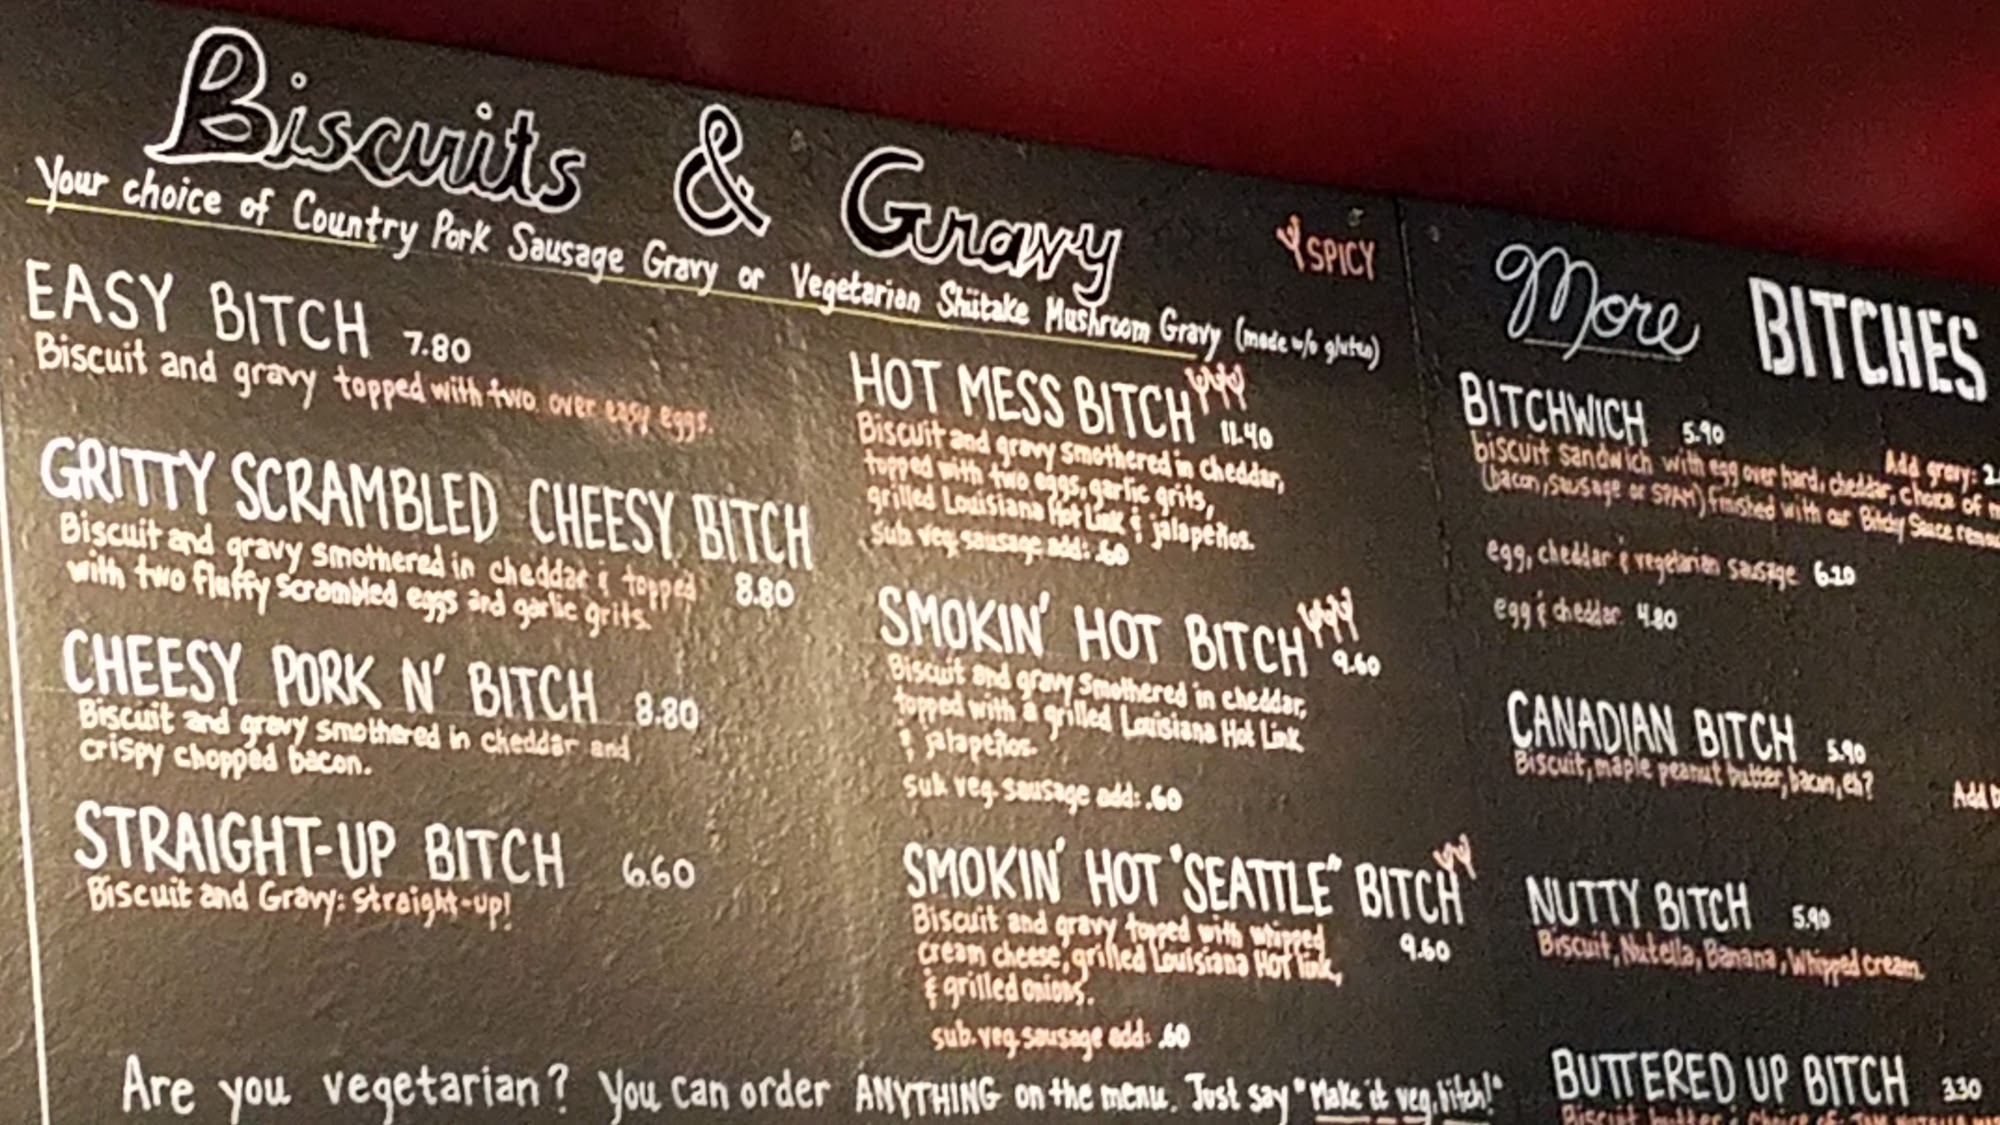 Biscuits & Gravy
Your choice of Country Pork Sausage Gravy or Vegetarian Shiitake Mushroom Gravy (made w/o gluten)
SPICY
EASY BITCH 7.80
Biscuit and gravy topped with two over easy eggs.
GRITTY SCRAMBLED CHEESY BITCH
Biscuit and gravy smothered in cheddar & topped 8.80
with two fluffy scrambled eggs and garlic grits.
CHEESY PORK N' BITCH 8.80
Biscuit and gravy smothered in cheddar and
crispy chopped bacon.
STRAIGHT-UP BITCH 6.60
Biscuit and Gravy: Straight-up!
HOT MESS BITCH 11.40
Biscuit and gravy smothered in cheddar,
topped with two eggs, garlic grits,
grilled Louisiana Hot Link & jalapeños.
sub veg. sausage add: .60
SMOKIN' HOT BITCH 9.60
Biscuit and gravy smothered in cheddar,
topped with a grilled Louisiana Hot Link
& jalapeños.
sub veg. sausage add: .60
SMOKIN' HOT "SEATTLE" BITCH
Biscuit and gravy topped with whipped 9.60
cream cheese, grilled Louisiana Hot link,
& grilled onions.
sub. veg. sausage add: .60
Are you vegetarian? You can order ANYTHING on the menu. Just say "Make it veg, bitch!"
More BITCHES
BITCHWICH 5.90
Add gravy:
biscuit sandwich with egg over hard, cheddar, choice of
(bacon, sausage or SPAM) finished with our Bitchy Sauce
egg, cheddar & vegetarian sausage 6.20
egg & cheddar 4.80
CANADIAN BITCH 5.90
Biscuit, maple peanut butter, bacon, eh?
Add
NUTTY BITCH 5.90
Biscuit, Nutella, Banana, Whipped cream
BUTTERED UP BITCH 3.30
Biscuit butter & choice of: JAM